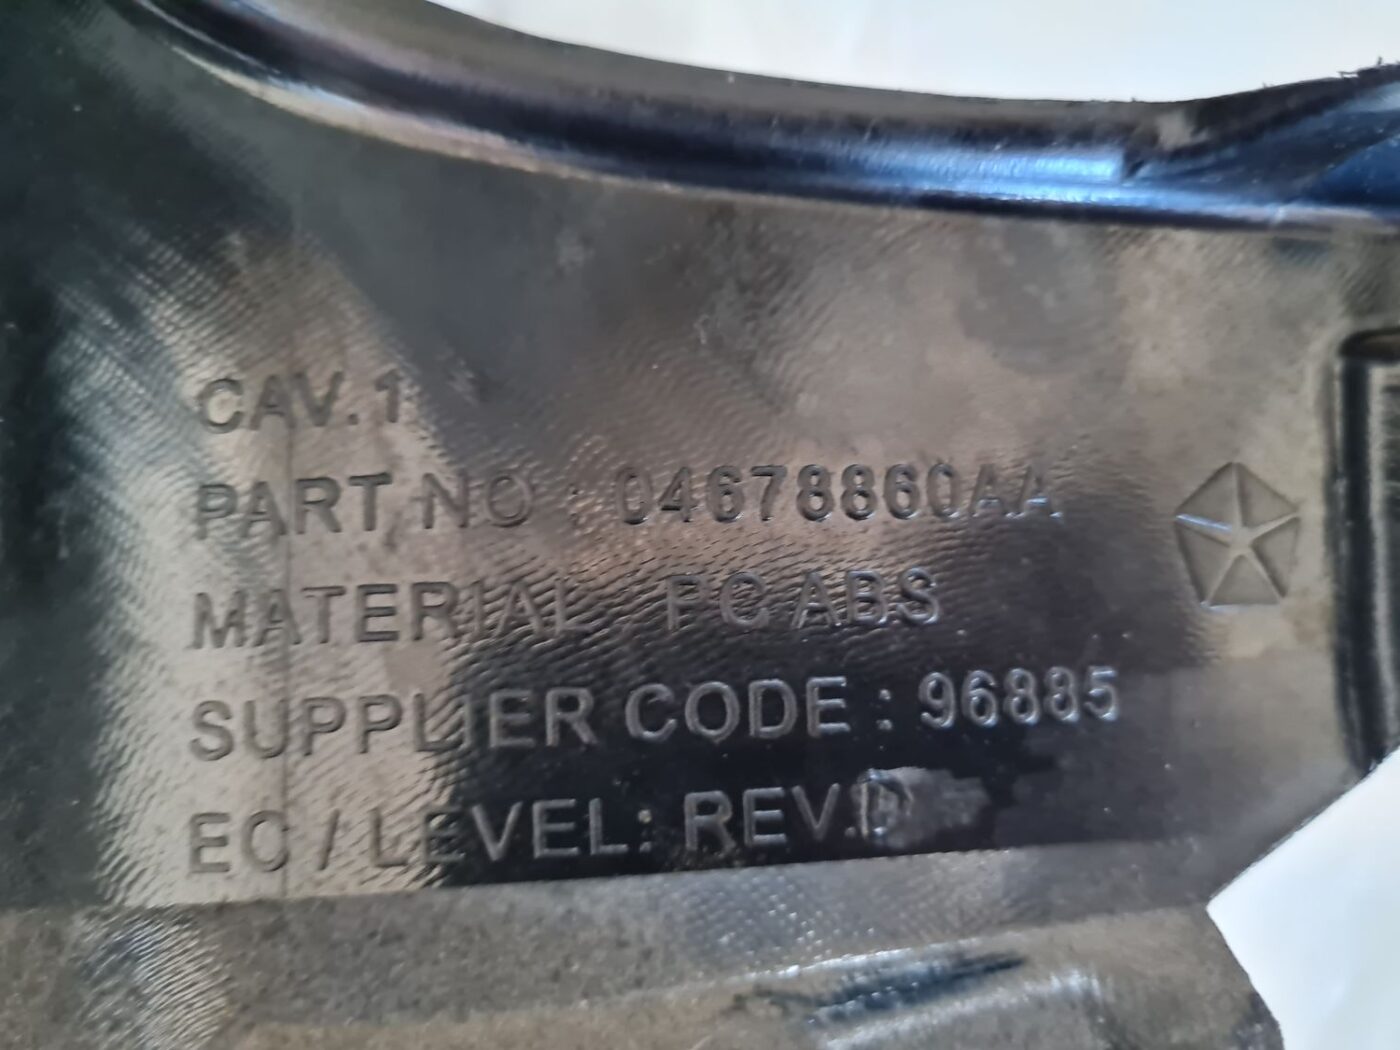 CAV.1
PART NO : 04678860AA
MATERIAL : PC ABS
SUPPLIER CODE : 96885
EC / LEVEL: REV.